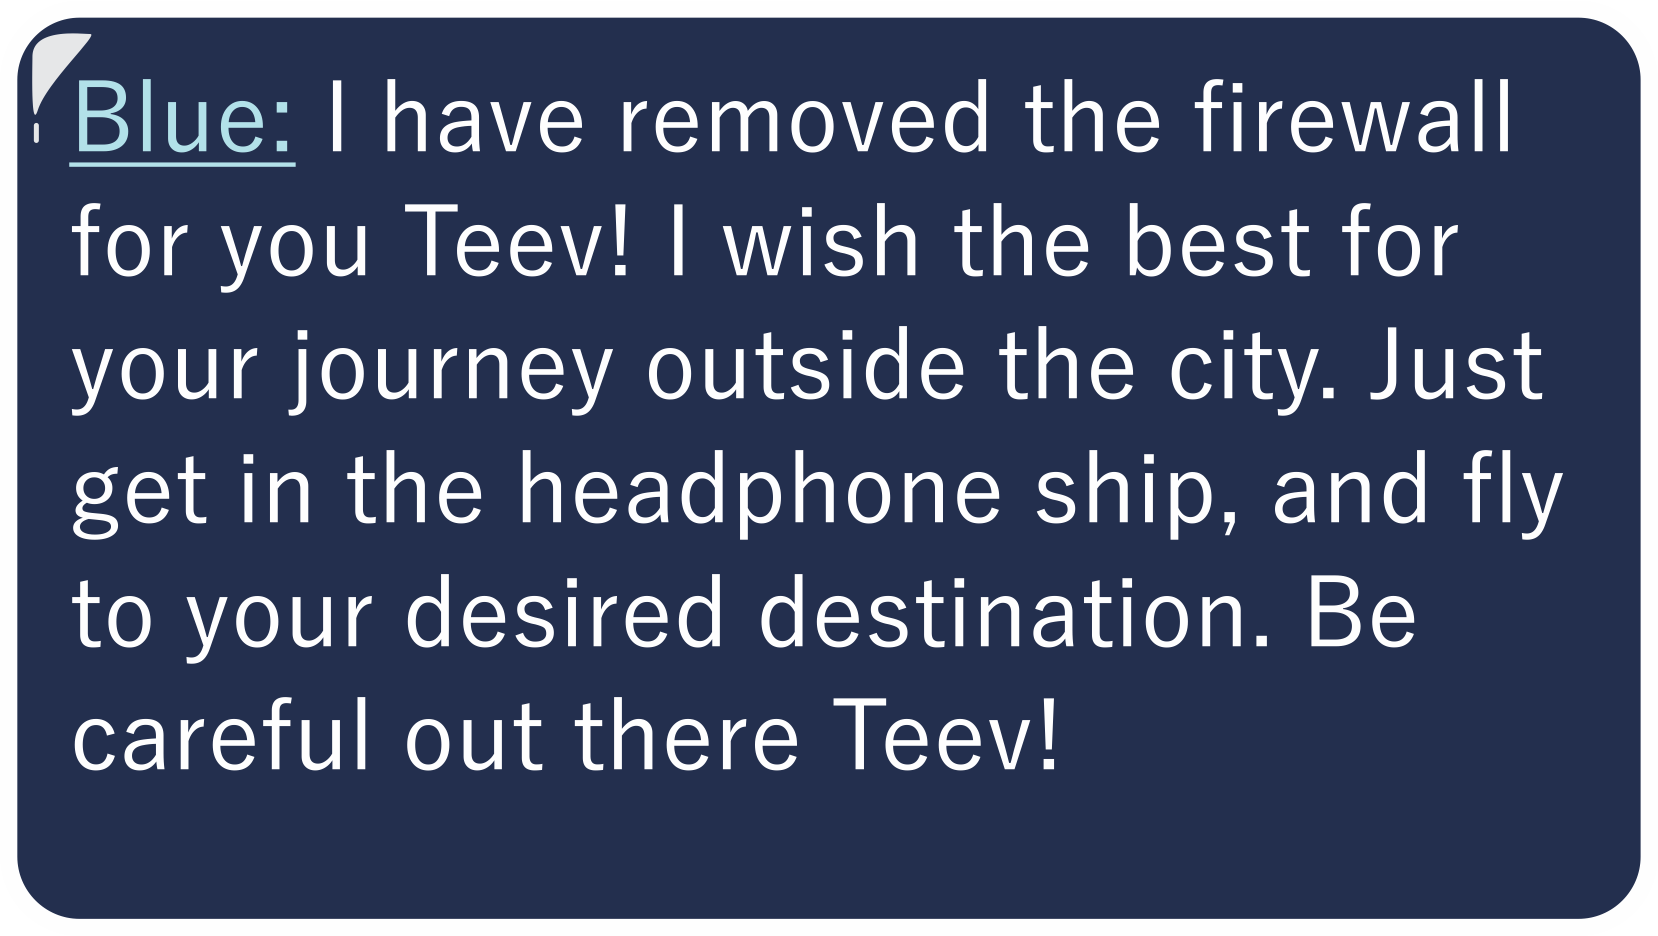 Blue: I have removed the firewall
for you Teev! I wish the best for
your journey outside the city. Just
get in the headphone ship, and fly
to your desired destination. Be
careful out there Teev!